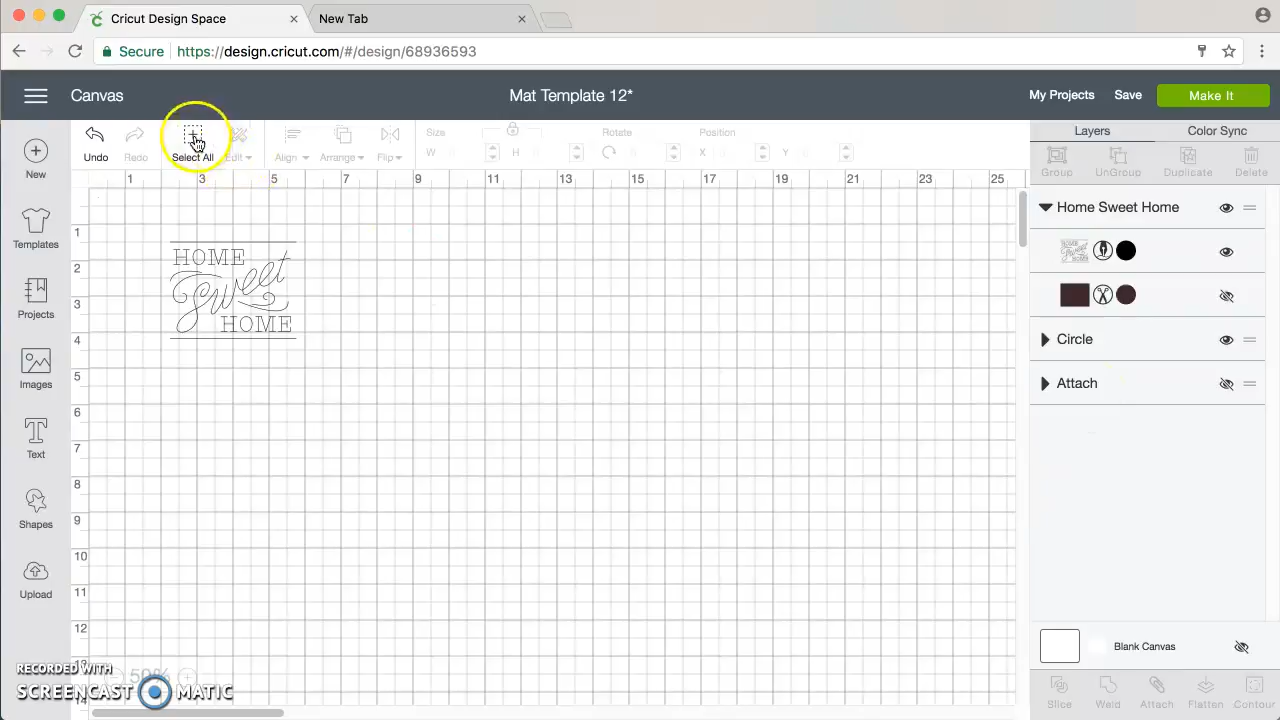 Cricut Design Space
New Tab
Secure
https://design.cricut.com/#/design/68936593
Canvas
Mat Template 12*
My Projects
Save
Make It
Undo
Redo
Select All
Edit
Align
Arrange
Flip
Size
W
H
Rotate
Position
X
Y
Layers
Color Sync
Group
UnGroup
Duplicate
Delete
1 3 5 7 9 11 13 15 17 19 21 23 25
New
Templates
Projects
Images
Text
Shapes
Upload
1
2
3
4
5
6
7
8
9
10
11
12
13
14
HOME
Sweet
HOME
Home Sweet Home
Circle
Attach
Blank Canvas
50%
Slice
Weld
Attach
Flatten
Contour
RECORDED WITH
SCREENCAST MATIC